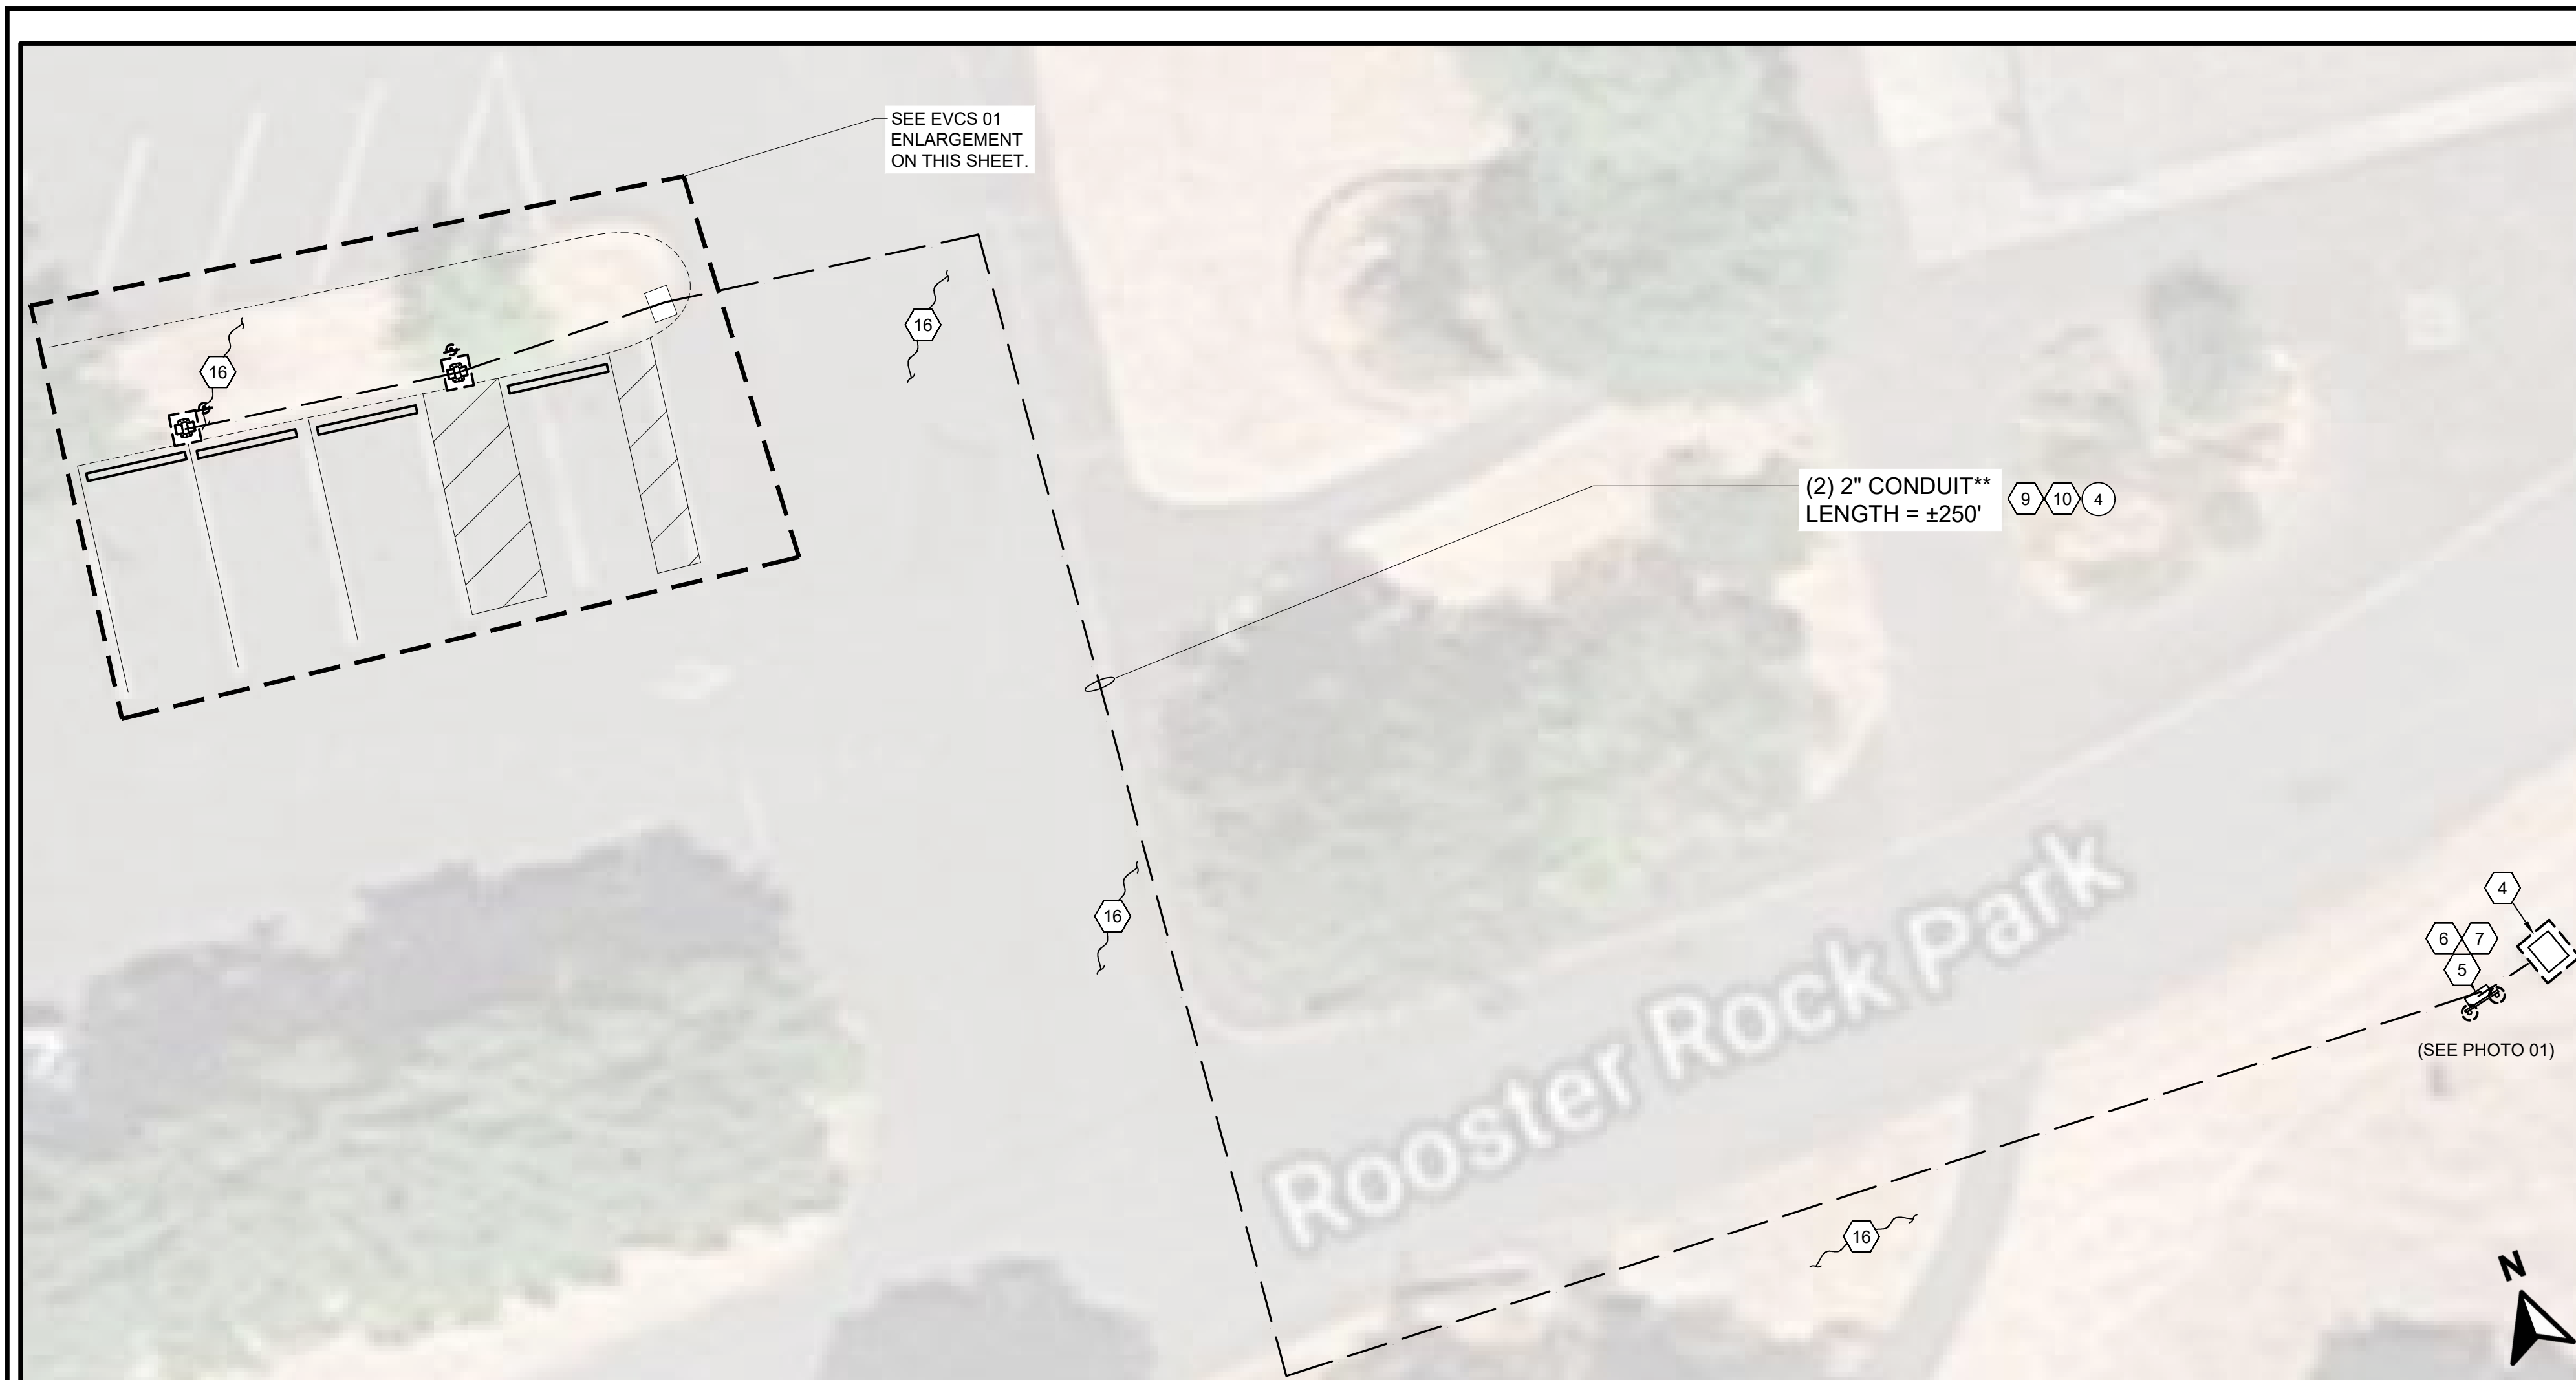 SEE EVCS 01
ENLARGEMENT
ON THIS SHEET.
16
16
(2) 2" CONDUIT**
LENGTH = ±250'
9 10 4
16
4
6 7
5
(SEE PHOTO 01)
Rooster Rock Park
16
N